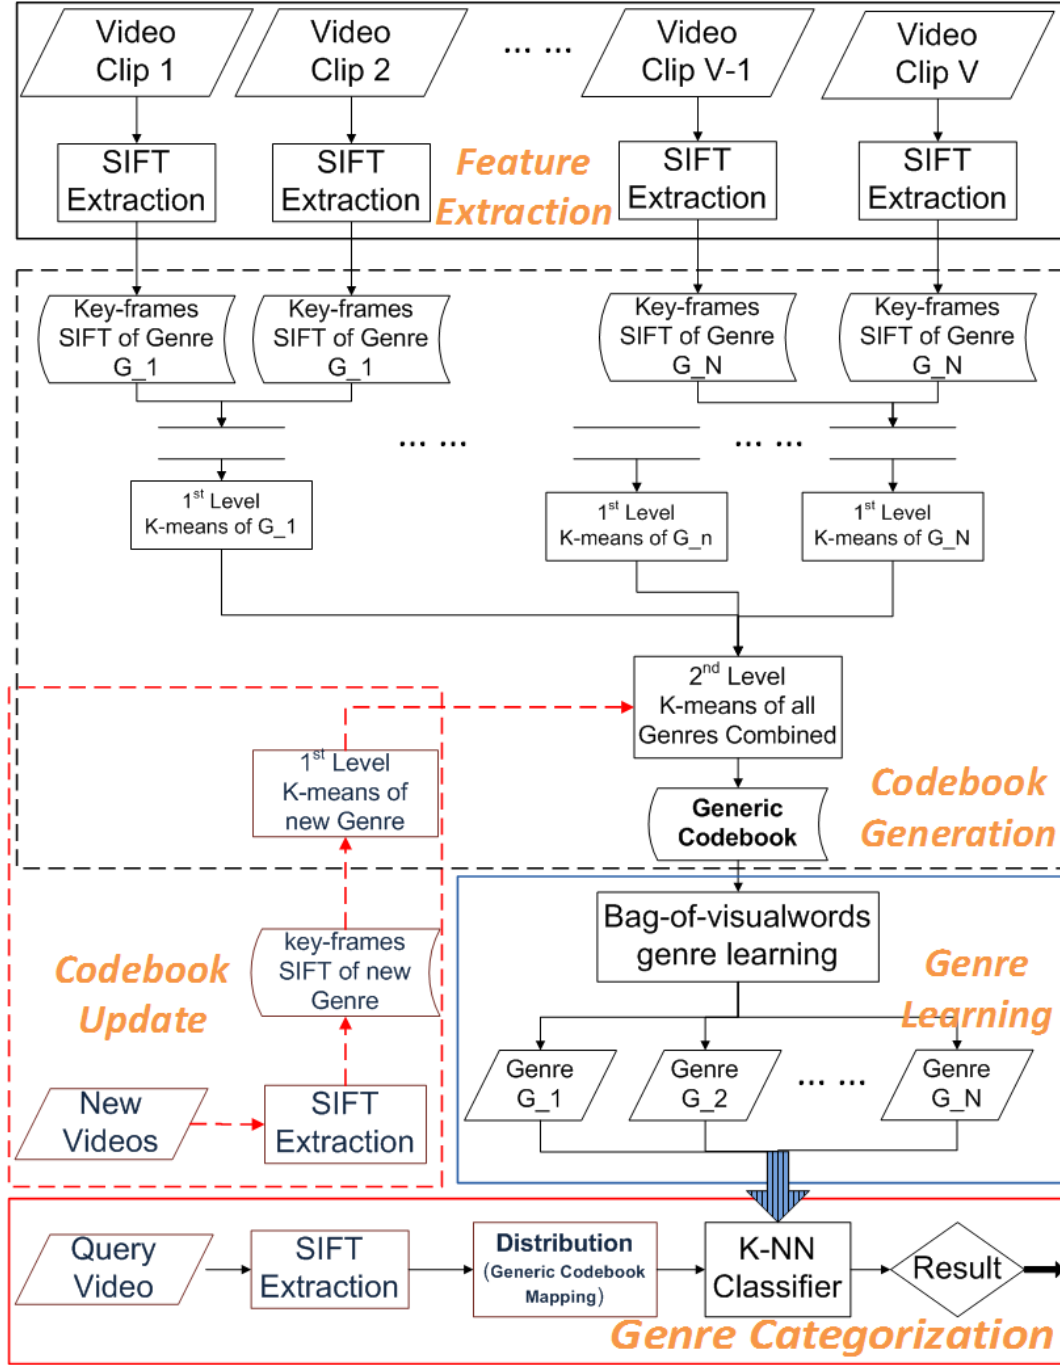 Video
Clip 1
Video
Clip 2
... ...
Video
Clip V-1
Video
Clip V
SIFT
Extraction
SIFT
Extraction
Feature
Extraction
SIFT
Extraction
SIFT
Extraction
Key-frames
SIFT of Genre
G_1
Key-frames
SIFT of Genre
G_1
Key-frames
SIFT of Genre
G_N
Key-frames
SIFT of Genre
G_N
... ...
... ...
1st Level
K-means of G_1
1st Level
K-means of G_n
1st Level
K-means of G_N
2nd Level
K-means of all
Genres Combined
1st Level
K-means of
new Genre
Generic
Codebook
Codebook
Generation
Bag-of-visualwords
genre learning
key-frames
SIFT of new
Genre
Codebook
Update
Genre
Learning
Genre
G_1
Genre
G_2
... ...
Genre
G_N
New
Videos
SIFT
Extraction
Query
Video
SIFT
Extraction
Distribution
(Generic Codebook
Mapping)
K-NN
Classifier
Result
Genre Categorization